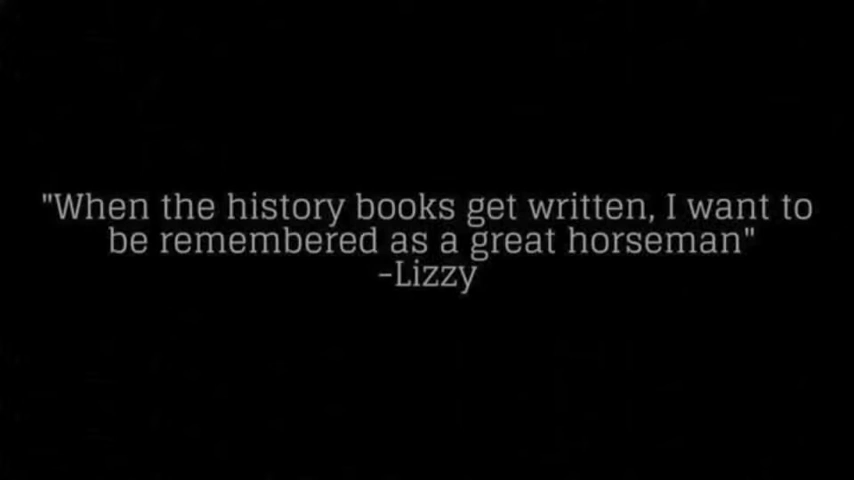 "When the history books get written, I want to
be remembered as a great horseman"
-Lizzy